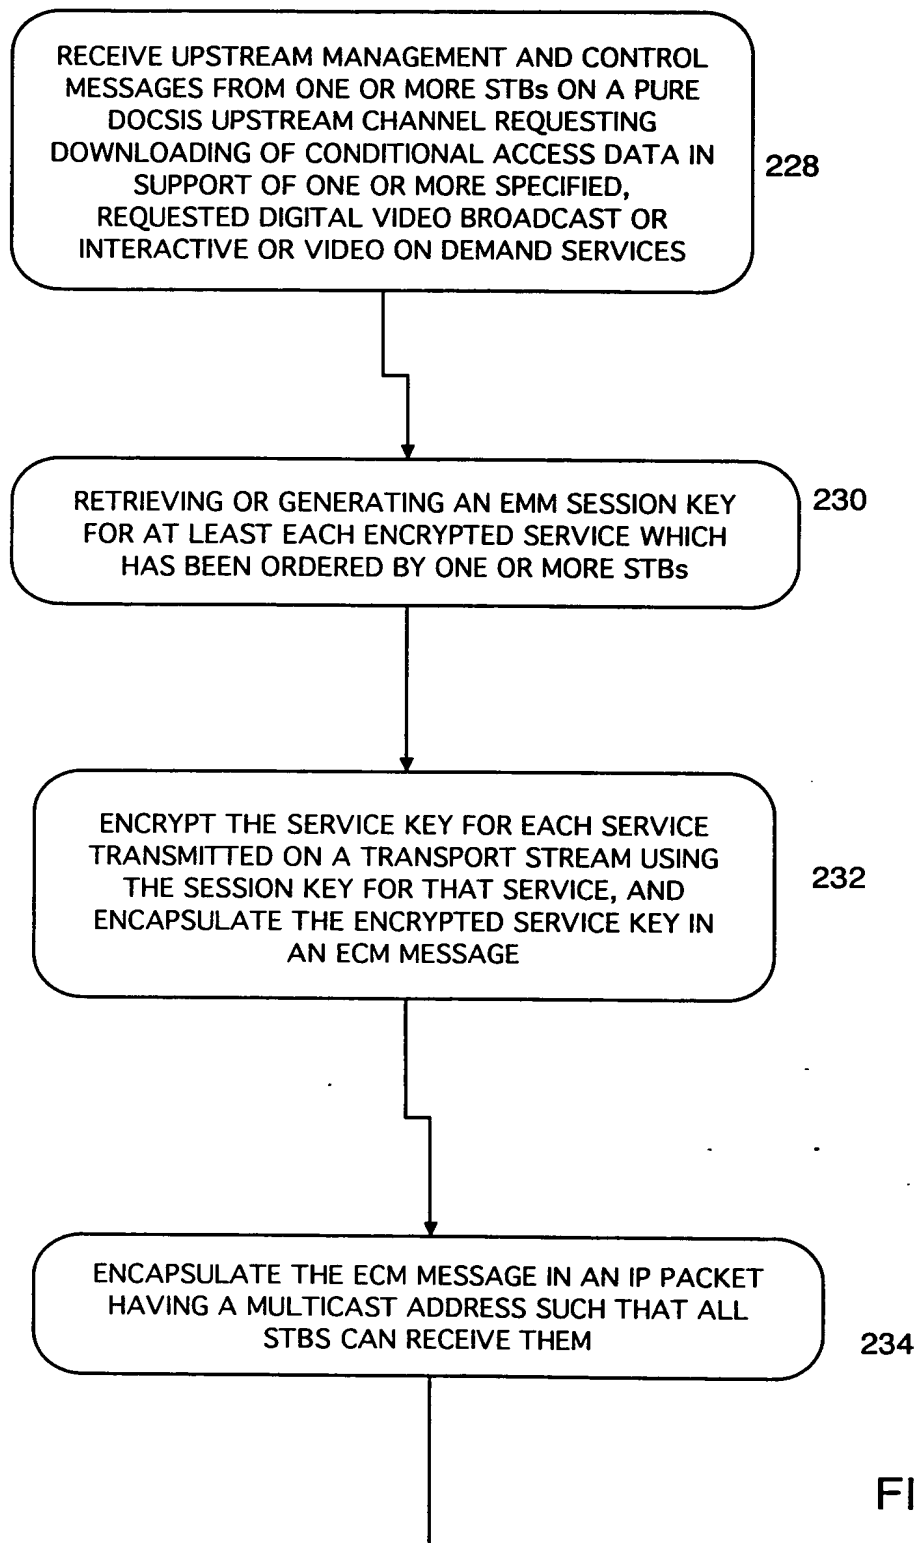 RECEIVE UPSTREAM MANAGEMENT AND CONTROL
MESSAGES FROM ONE OR MORE STBs ON A PURE
DOCSIS UPSTREAM CHANNEL REQUESTING
DOWNLOADING OF CONDITIONAL ACCESS DATA IN
SUPPORT OF ONE OR MORE SPECIFIED,
REQUESTED DIGITAL VIDEO BROADCAST OR
INTERACTIVE OR VIDEO ON DEMAND SERVICES
228
RETRIEVING OR GENERATING AN EMM SESSION KEY
FOR AT LEAST EACH ENCRYPTED SERVICE WHICH
HAS BEEN ORDERED BY ONE OR MORE STBs
230
ENCRYPT THE SERVICE KEY FOR EACH SERVICE
TRANSMITTED ON A TRANSPORT STREAM USING
THE SESSION KEY FOR THAT SERVICE, AND
ENCAPSULATE THE ENCRYPTED SERVICE KEY IN
AN ECM MESSAGE
232
ENCAPSULATE THE ECM MESSAGE IN AN IP PACKET
HAVING A MULTICAST ADDRESS SUCH THAT ALL
STBS CAN RECEIVE THEM
234
FI